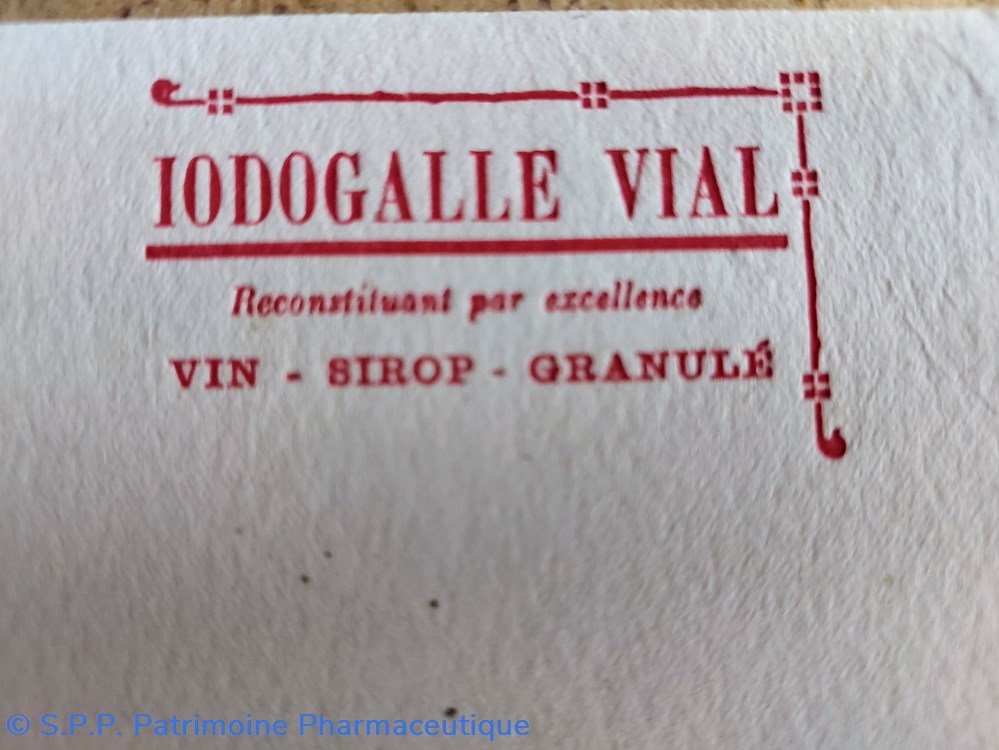 IODOGALLE VIAL
Reconstituant par excellence
VIN - SIROP - GRANULÉ
© S.P.P. Patrimoine Pharmaceutique